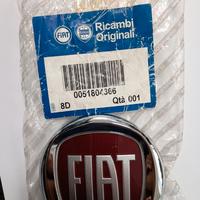 FIAT
Ricambi
Originali
0051804366
8D Qtà 001
FIAT